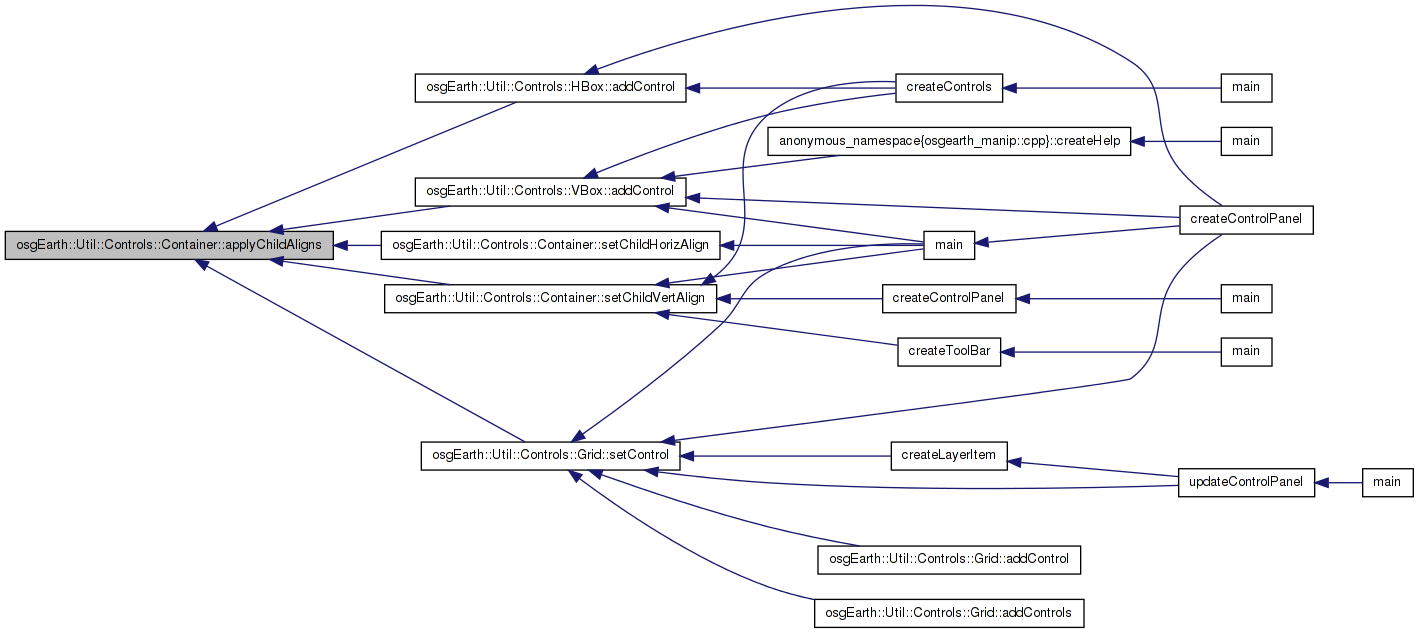 osgEarth::Util::Controls::HBox::addControl
createControls
main
anonymous_namespace{osgearth_manip::cpp}::createHelp
main
osgEarth::Util::Controls::VBox::addControl
createControlPanel
osgEarth::Util::Controls::Container::applyChildAligns
osgEarth::Util::Controls::Container::setChildHorizAlign
main
osgEarth::Util::Controls::Container::setChildVertAlign
createControlPanel
main
createToolBar
main
osgEarth::Util::Controls::Grid::setControl
createLayerItem
updateControlPanel
main
osgEarth::Util::Controls::Grid::addControl
osgEarth::Util::Controls::Grid::addControls